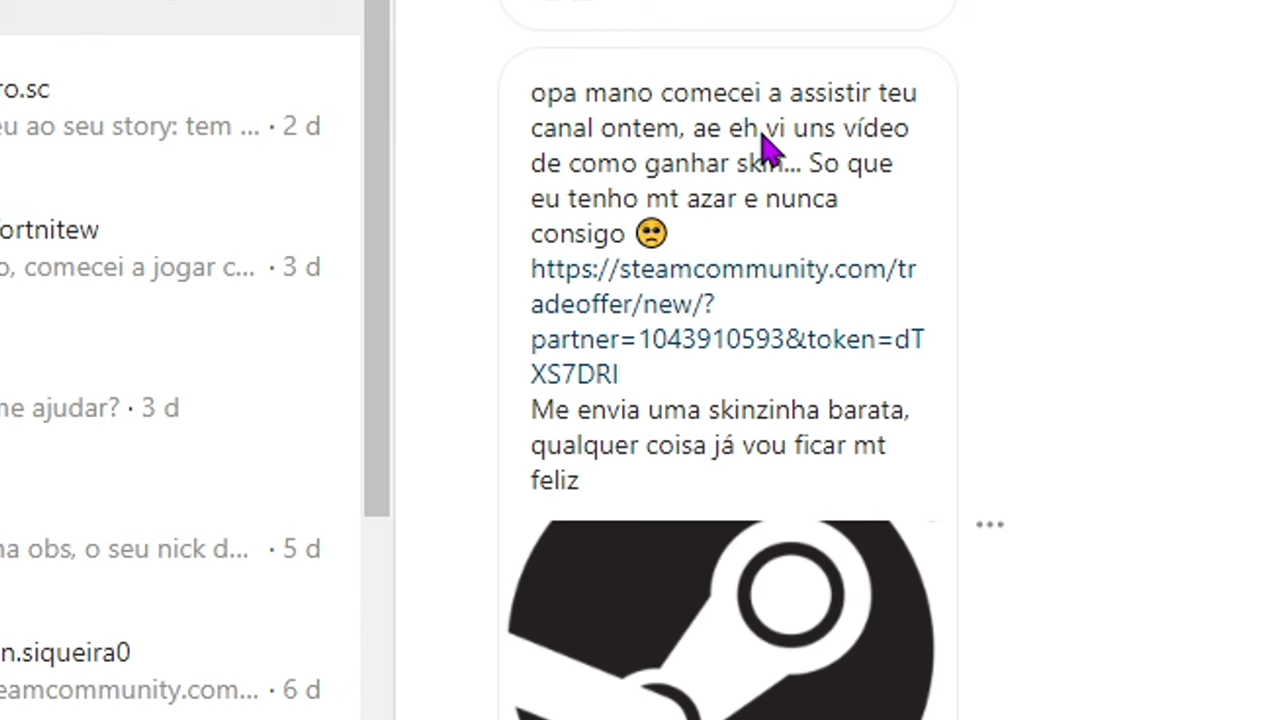 ro.sc
eu ao seu story: tem ... · 2 d
fortnitew
o, comecei a jogar c... · 3 d
me ajudar? · 3 d
na obs, o seu nick d... · 5 d
n.siqueira0
eamcommunity.com... · 6 d
opa mano comecei a assistir teu
canal ontem, ae eh vi uns vídeo
de como ganhar skin... So que
eu tenho mt azar e nunca
consigo 🥺
https://steamcommunity.com/tr
adeoffer/new/?
partner=1043910593&token=dT
XS7DRI
Me envia uma skinzinha barata,
qualquer coisa já vou ficar mt
feliz